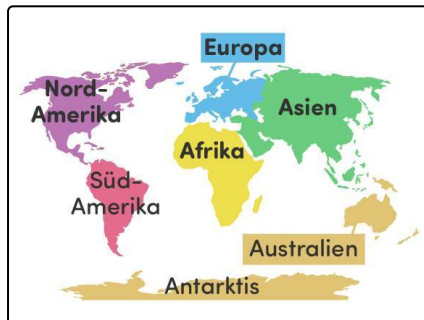 Europa
Nord-
Amerika
Asien
Afrika
Süd-
Amerika
Australien
Antarktis